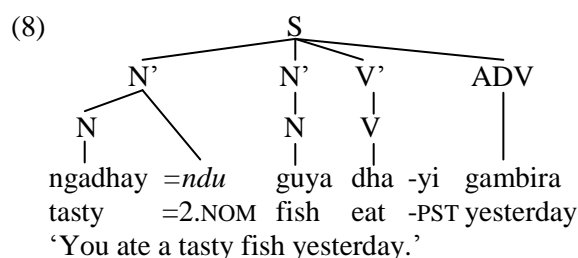 (8) S
N’ N’ V’ ADV
N N V
ngadhay =ndu guya dha -yi gambira
tasty =2.NOM fish eat -PST yesterday
‘You ate a tasty fish yesterday.’